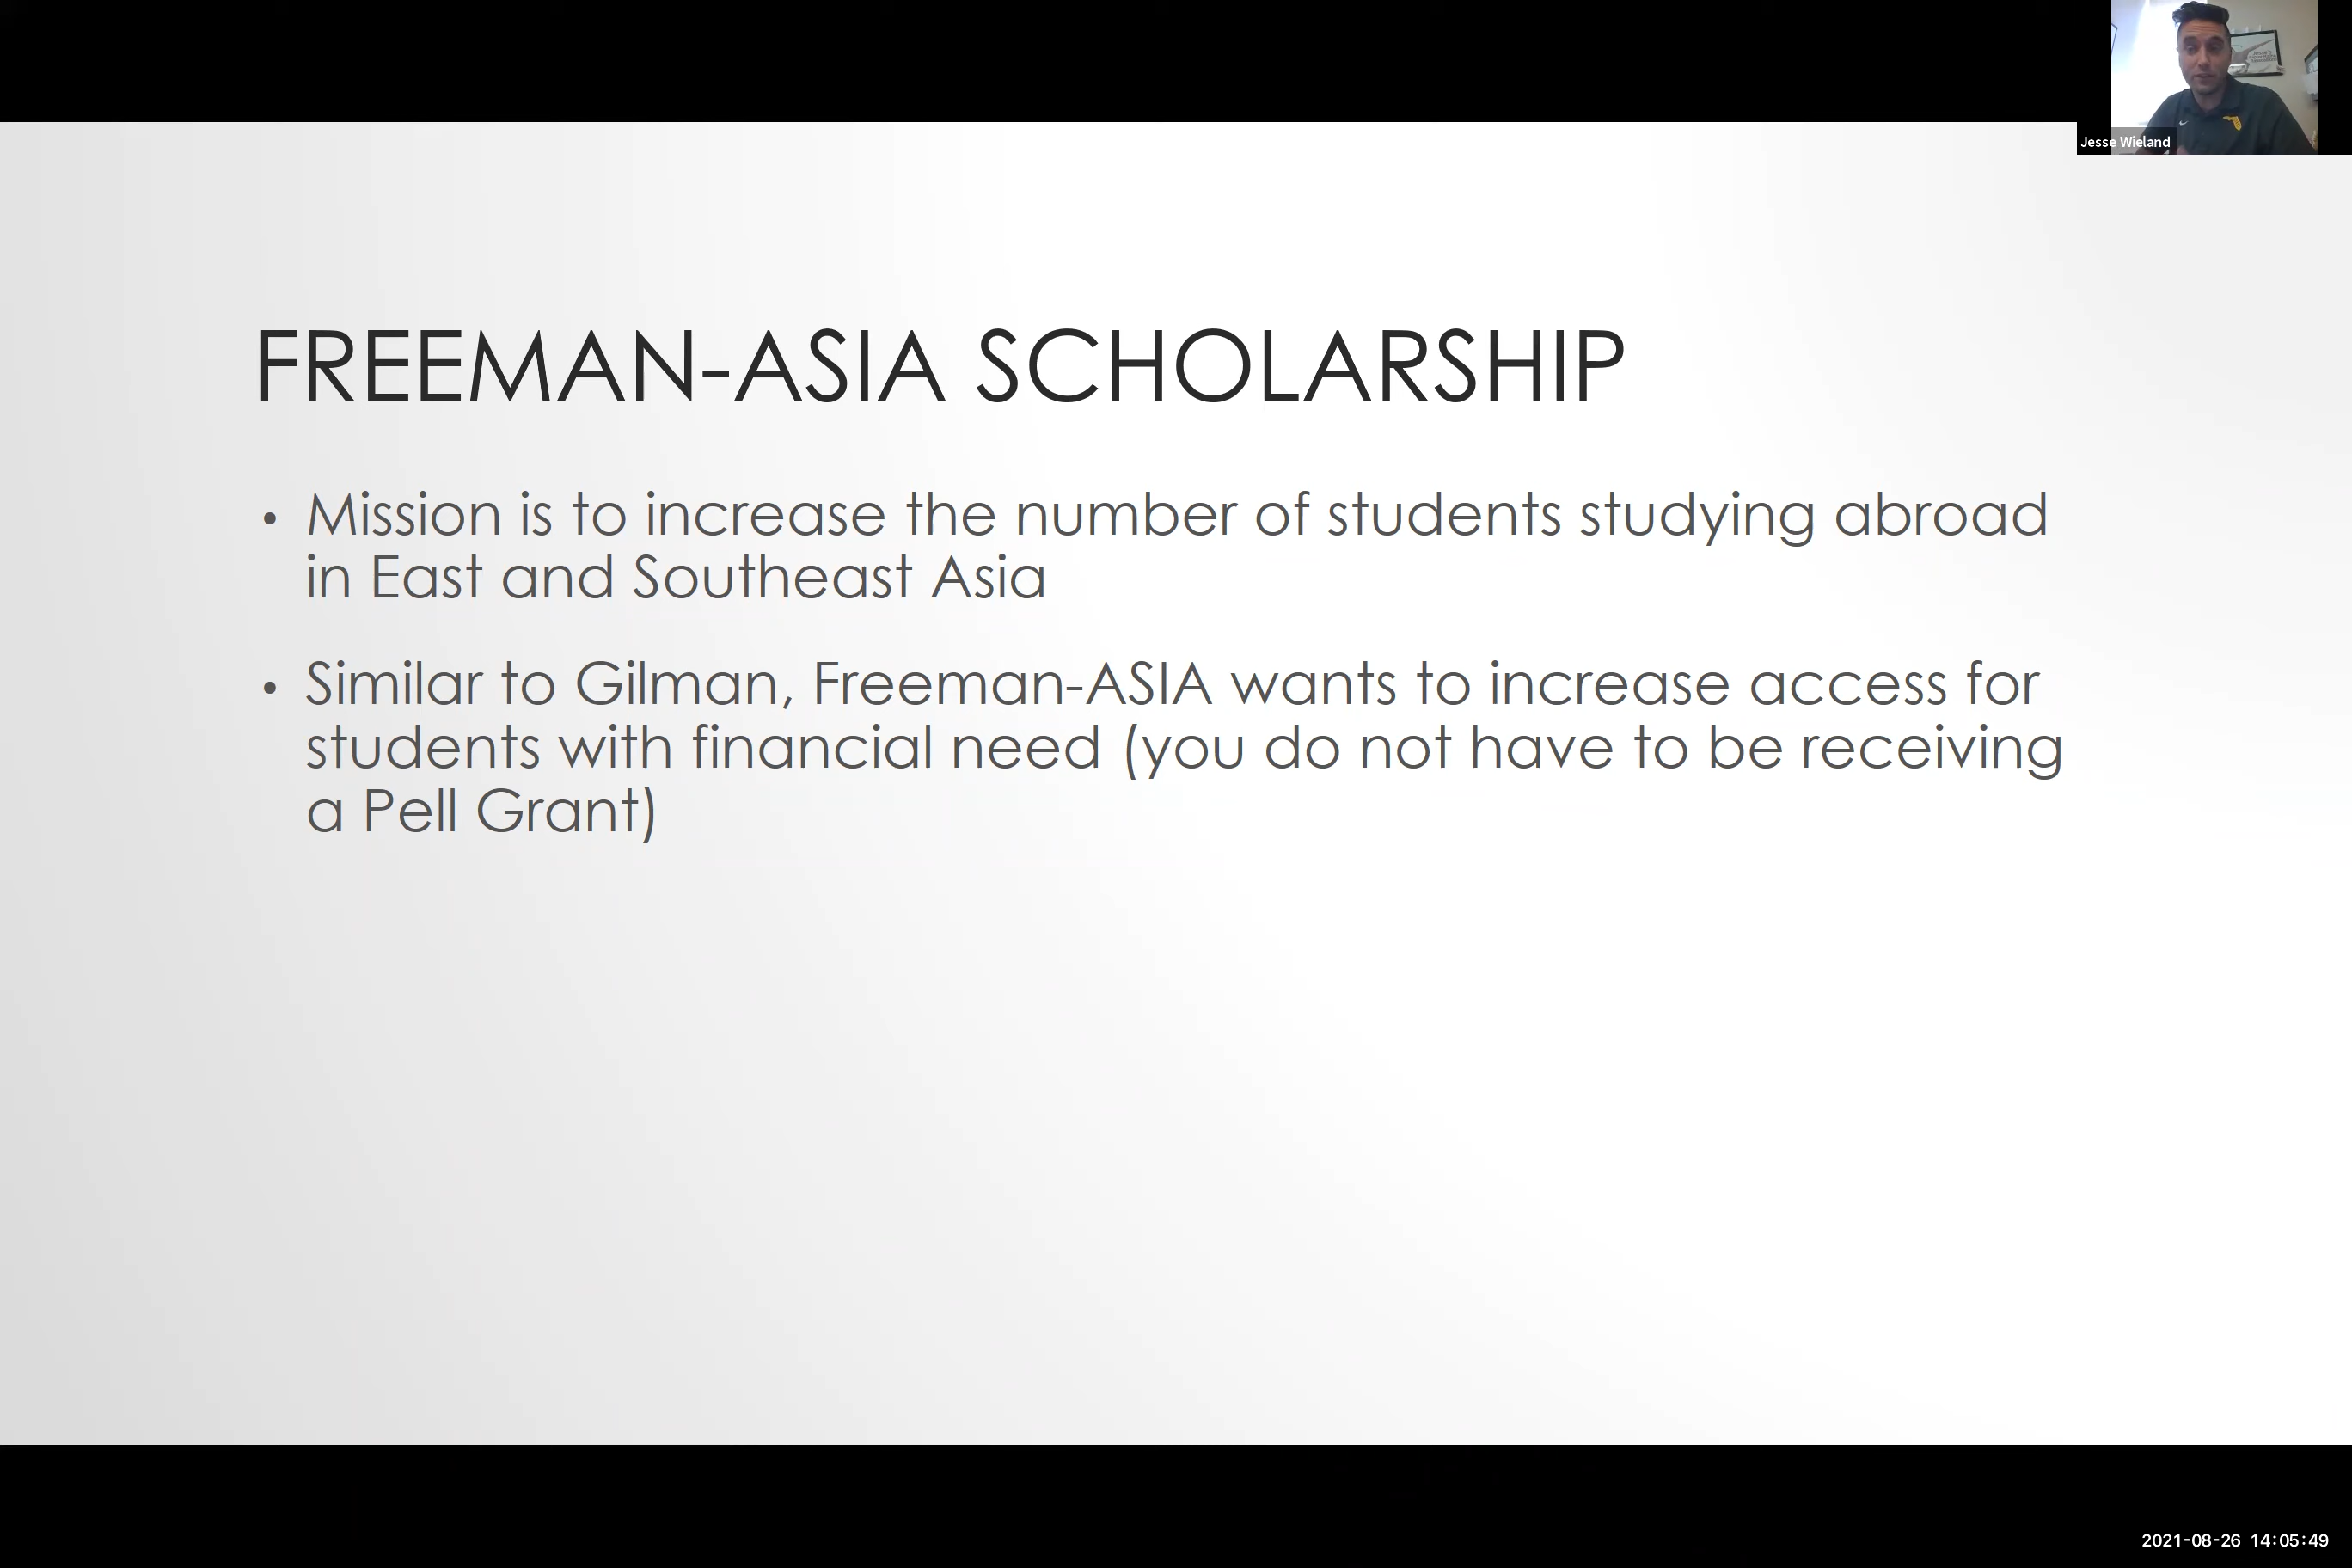 Jesse Wieland
FREEMAN-ASIA SCHOLARSHIP
• Mission is to increase the number of students studying abroad
in East and Southeast Asia
• Similar to Gilman, Freeman-ASIA wants to increase access for
students with financial need (you do not have to be receiving
a Pell Grant)
2021-08-26 14:05:49